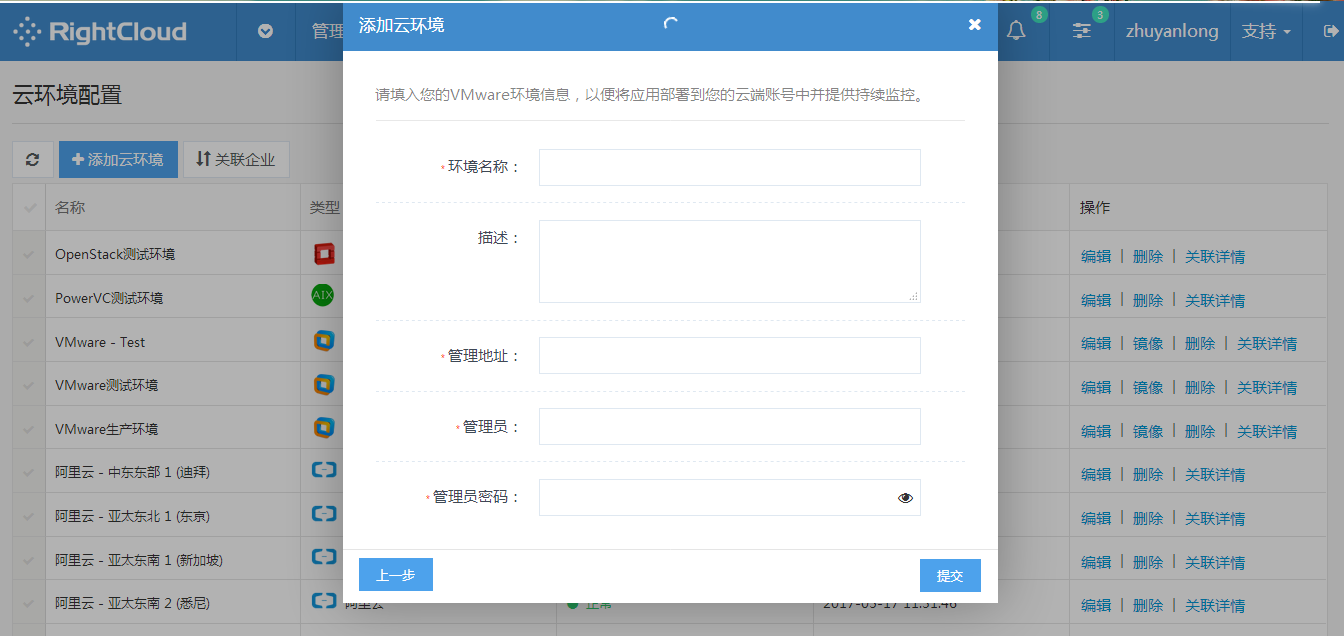 RightCloud
管理
添加云环境
8
3
zhuyanlong
支持
云环境配置
添加云环境
关联企业
请填入您的VMware环境信息，以便将应用部署到您的云端账号中并提供持续监控。
*环境名称：
描述：
*管理地址：
*管理员：
*管理员密码：
上一步
提交
名称 类型 操作
OpenStack测试环境 编辑 | 删除 | 关联详情
PowerVC测试环境 AIX 编辑 | 删除 | 关联详情
VMware - Test 编辑 | 镜像 | 删除 | 关联详情
VMware测试环境 编辑 | 镜像 | 删除 | 关联详情
VMware生产环境 编辑 | 镜像 | 删除 | 关联详情
阿里云 - 中东东部 1 (迪拜) 编辑 | 删除 | 关联详情
阿里云 - 亚太东北 1 (东京) 编辑 | 删除 | 关联详情
阿里云 - 亚太东南 1 (新加坡) 编辑 | 删除 | 关联详情
阿里云 - 亚太东南 2 (悉尼) 阿里云 正常 编辑 | 删除 | 关联详情